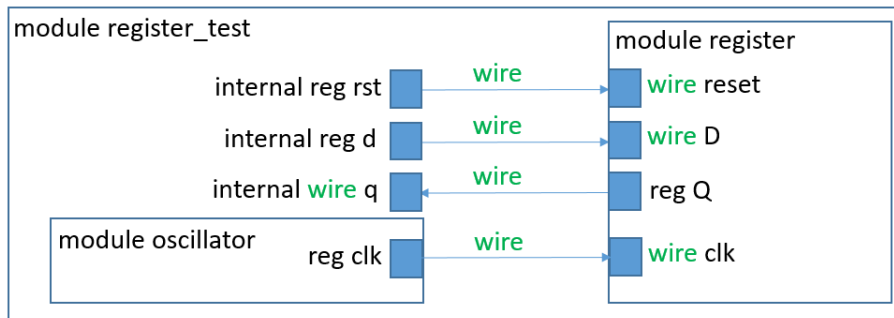 module register_test
module register
internal reg rst
wire
wire reset
internal reg d
wire
wire D
internal wire q
wire
reg Q
module oscillator
reg clk
wire
wire clk